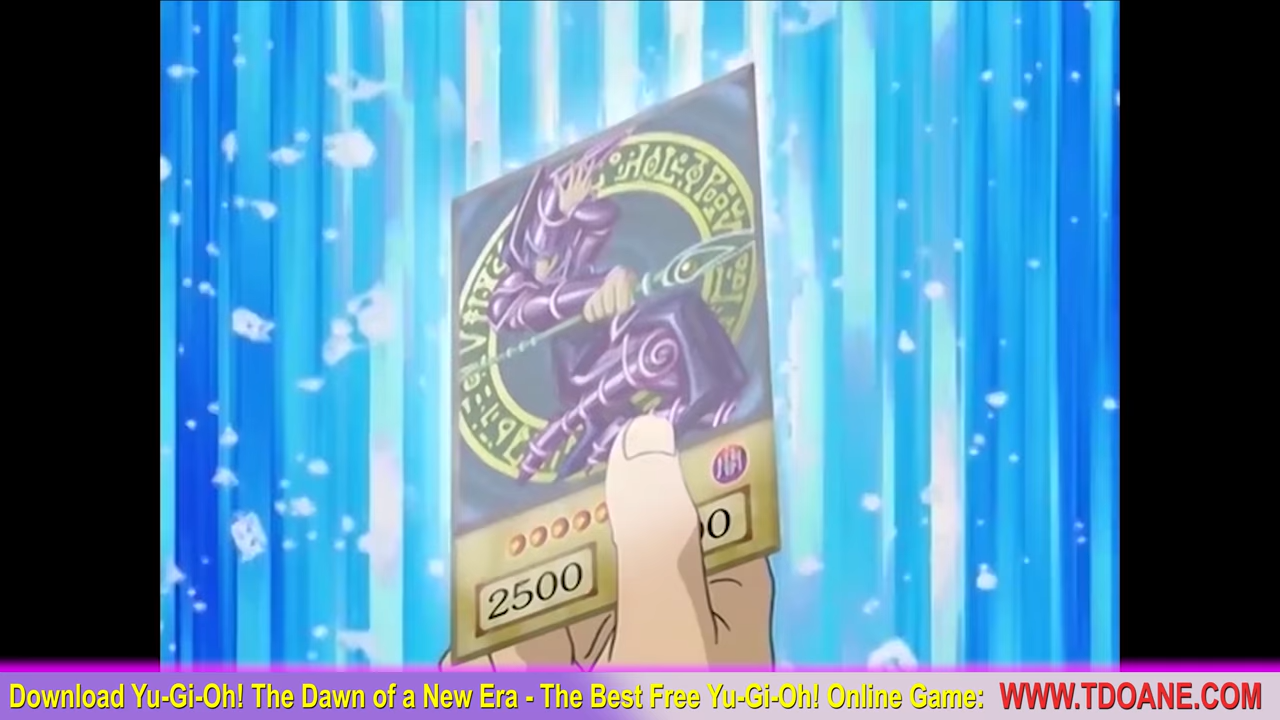 2500
00
Download Yu-Gi-Oh! The Dawn of a New Era - The Best Free Yu-Gi-Oh! Online Game: WWW.TDOANE.COM